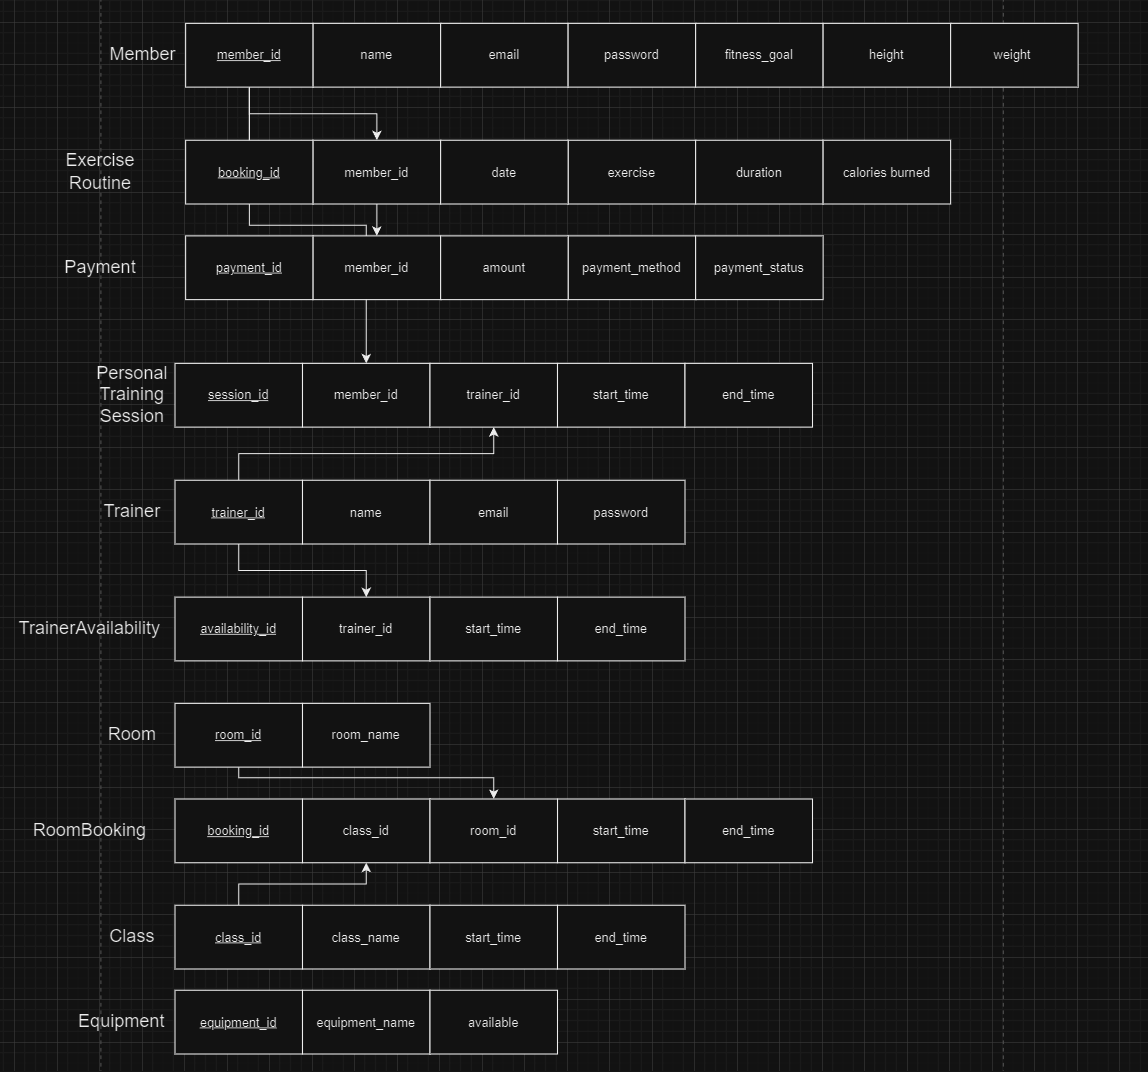 Member
member_id
name
email
password
fitness_goal
height
weight
Exercise
Routine
booking_id
member_id
date
exercise
duration
calories burned
Payment
payment_id
member_id
amount
payment_method
payment_status
Personal
Training
Session
session_id
member_id
trainer_id
start_time
end_time
Trainer
trainer_id
name
email
password
TrainerAvailability
availability_id
trainer_id
start_time
end_time
Room
room_id
room_name
RoomBooking
booking_id
class_id
room_id
start_time
end_time
Class
class_id
class_name
start_time
end_time
Equipment
equipment_id
equipment_name
available